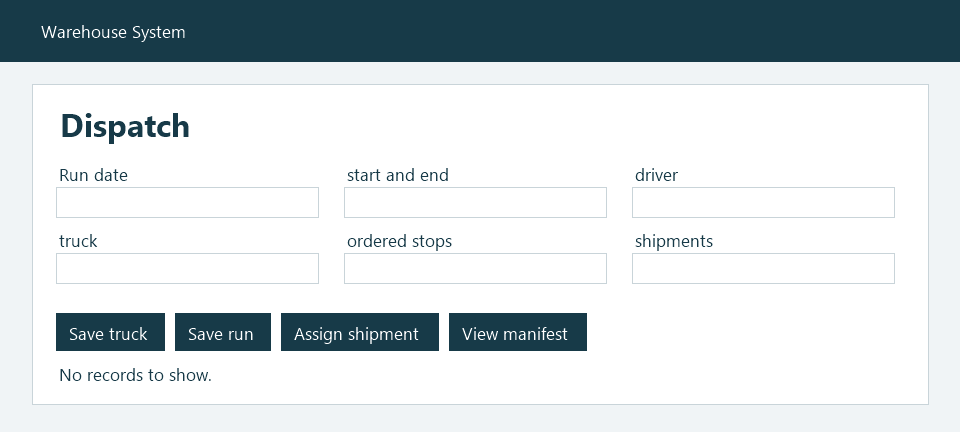 Warehouse System
Dispatch
Run date
start and end
driver
truck
ordered stops
shipments
Save truck
Save run
Assign shipment
View manifest
No records to show.